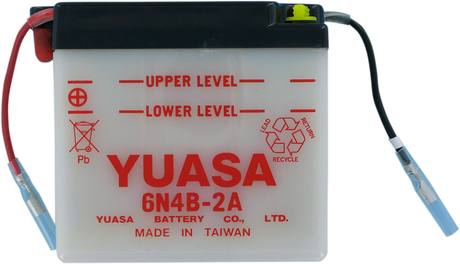 UPPER LEVEL
LOWER LEVEL
LEAD RETURN
RECYCLE
Pb
YUASA
6N4B-2A
YUASA BATTERY CO., LTD.
MADE IN TAIWAN